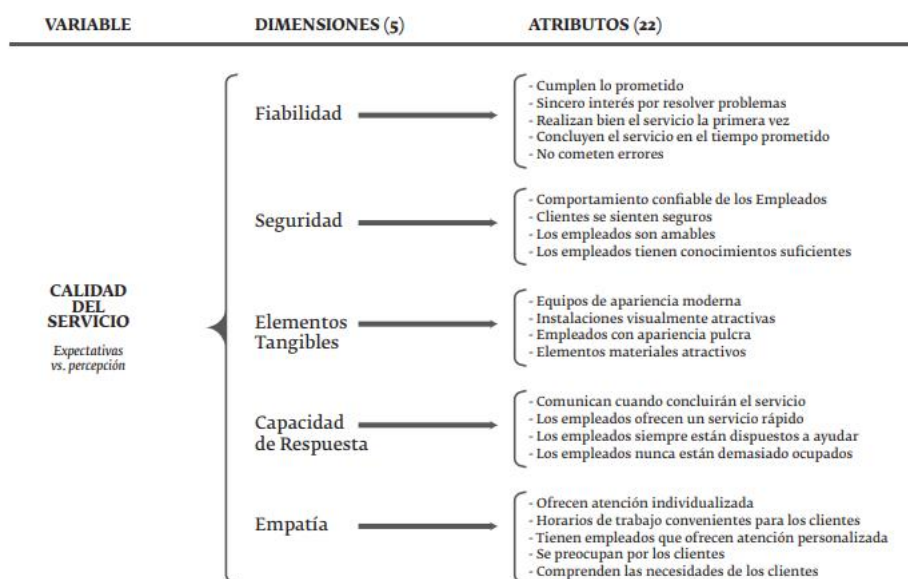 VARIABLE
DIMENSIONES (5)
ATRIBUTOS (22)
CALIDAD
DEL
SERVICIO
Expectativas
vs. percepción
Fiabilidad
- Cumplen lo prometido
- Sincero interés por resolver problemas
- Realizan bien el servicio la primera vez
- Concluyen el servicio en el tiempo prometido
- No cometen errores
Seguridad
- Comportamiento confiable de los Empleados
- Clientes se sienten seguros
- Los empleados son amables
- Los empleados tienen conocimientos suficientes
Elementos
Tangibles
- Equipos de apariencia moderna
- Instalaciones visualmente atractivas
- Empleados con apariencia pulcra
- Elementos materiales atractivos
Capacidad
de Respuesta
- Comunican cuando concluirán el servicio
- Los empleados ofrecen un servicio rápido
- Los empleados siempre están dispuestos a ayudar
- Los empleados nunca están demasiado ocupados
Empatía
- Ofrecen atención individualizada
- Horarios de trabajo convenientes para los clientes
- Tienen empleados que ofrecen atención personalizada
- Se preocupan por los clientes
- Comprenden las necesidades de los clientes